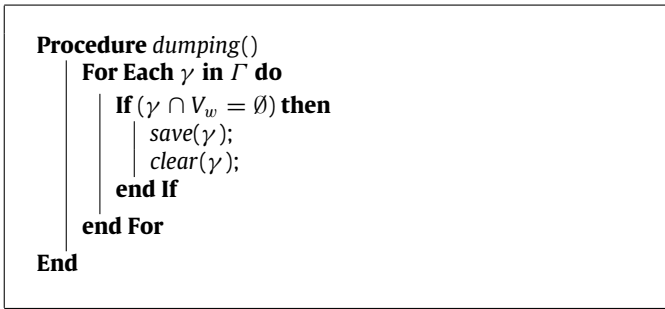 Procedure dumping()
For Each γ in Γ do
If (γ ∩ V_w = ∅) then
save(γ);
clear(γ);
end If
end For
End